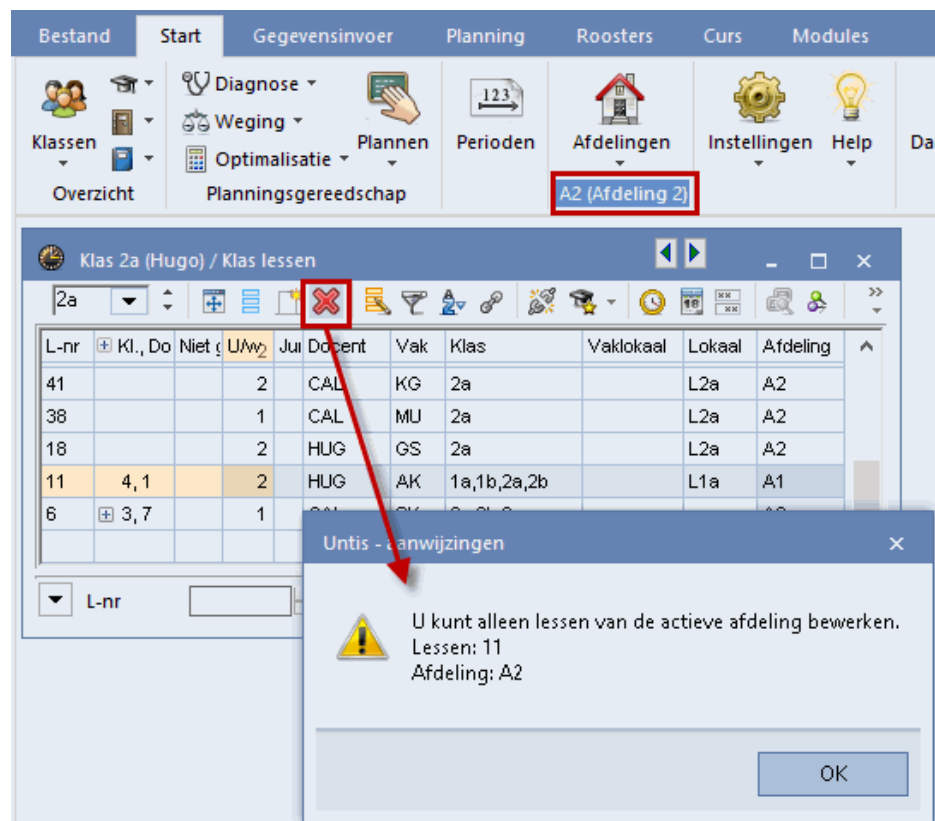 Bestand Start Gegevensinvoer Planning Roosters Curs Modules
Diagnose
Weging
Optimalisatie
Klassen
Plannen
Perioden
Afdelingen
Instellingen
Help
123
Overzicht
Planningsgereedschap
A2 (Afdeling 2)
Klas 2a (Hugo) / Klas lessen
2a
L-nr Kl., Do Niet U/w Docent Vak Klas Vaklokaal Lokaal Afdeling
41 2 CAL KG 2a L2a A2
38 1 CAL MU 2a L2a A2
18 2 HUG GS 2a L2a A2
11 4, 1 2 HUG AK 1a,1b,2a,2b L1a A1
6 3, 7 1
L-nr
Untis - aanwijzingen
U kunt alleen lessen van de actieve afdeling bewerken.
Lessen: 11
Afdeling: A2
OK